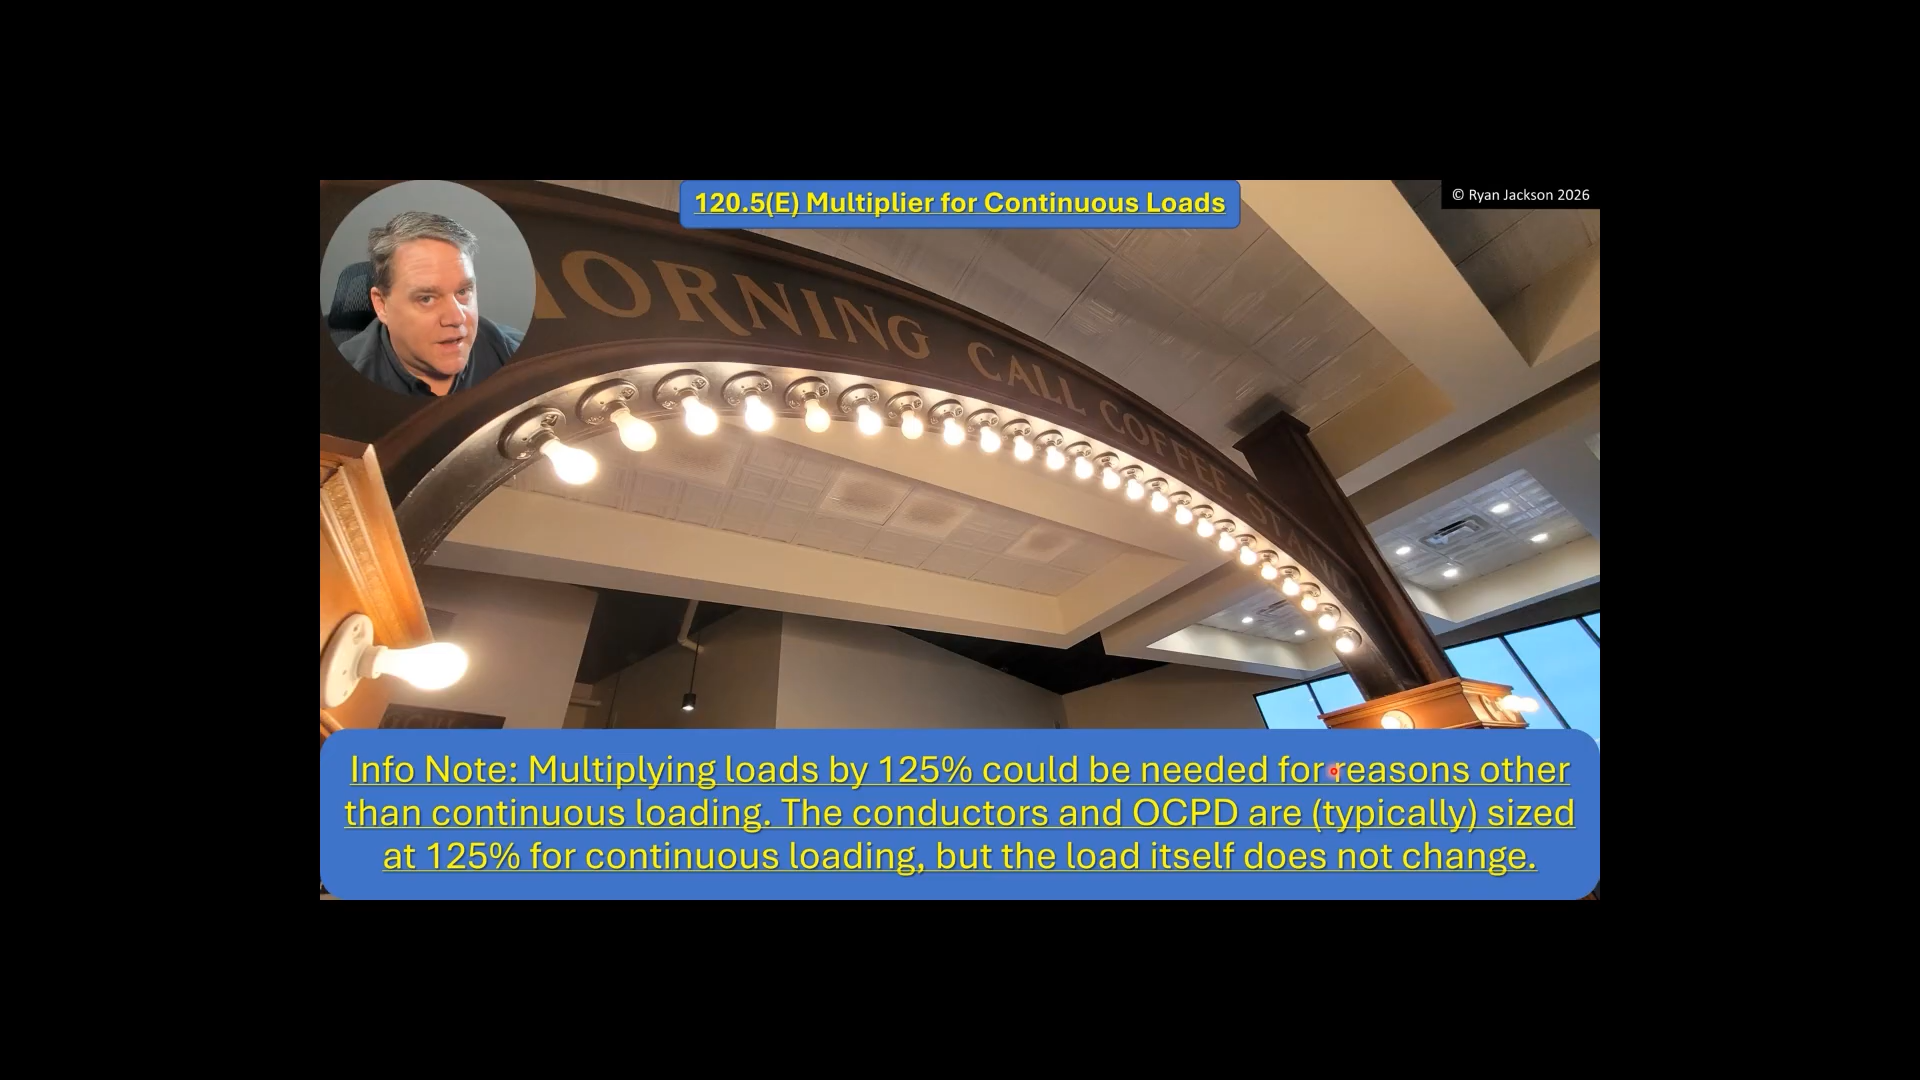 120.5(E) Multiplier for Continuous Loads
© Ryan Jackson 2026
ORNING CALL COFFEE STAND
Info Note: Multiplying loads by 125% could be needed for reasons other
than continuous loading. The conductors and OCPD are (typically) sized
at 125% for continuous loading, but the load itself does not change.